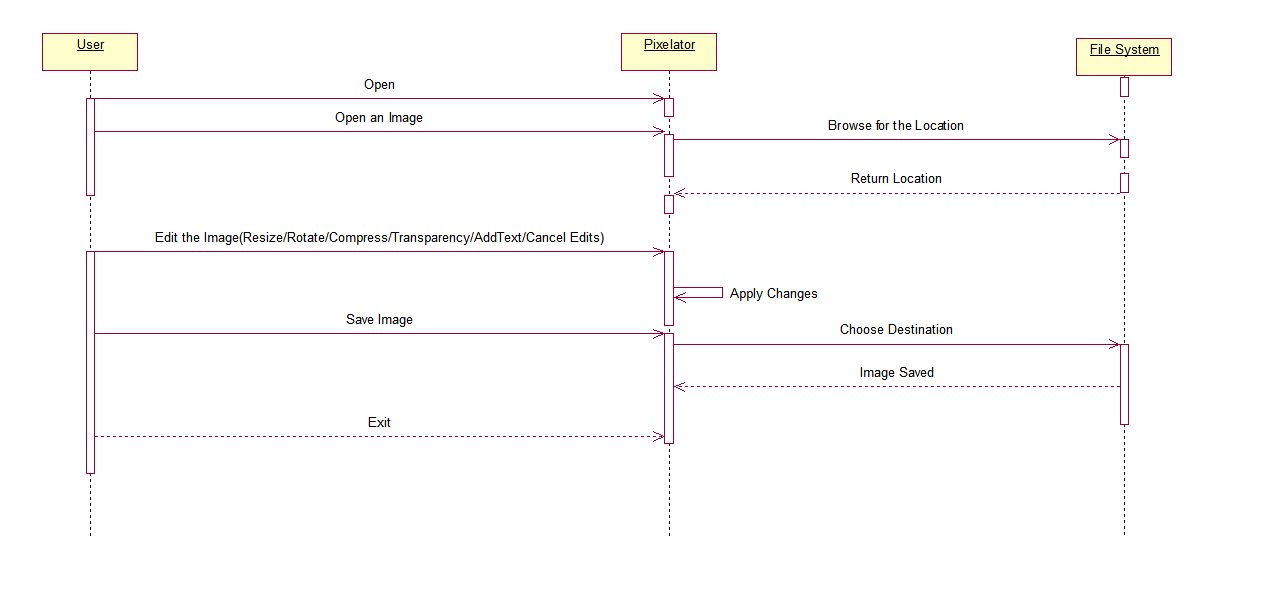 User
Pixelator
File System
Open
Open an Image
Browse for the Location
Return Location
Edit the Image(Resize/Rotate/Compress/Transparency/AddText/Cancel Edits)
Apply Changes
Save Image
Choose Destination
Image Saved
Exit